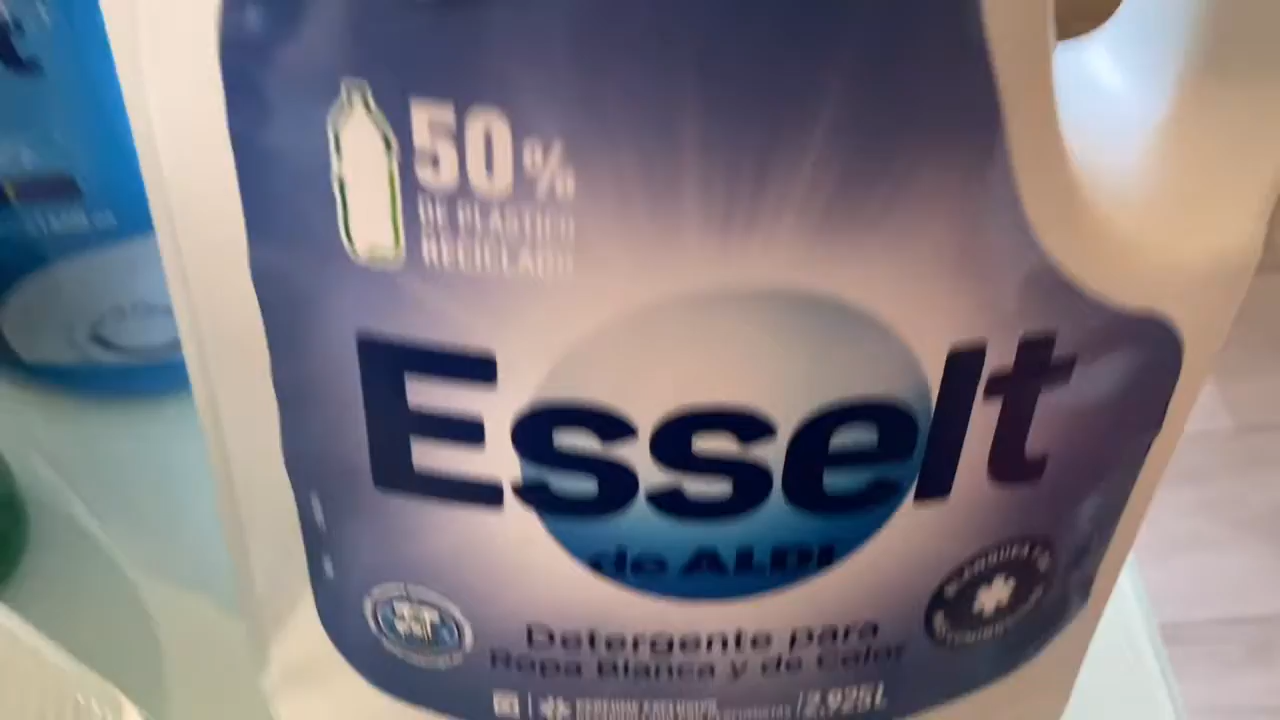 50%
DE PLÁSTICO
RECICLADO
Esselt
de ALDI
Detergente para
Ropa Blanca y de Color
2,925L